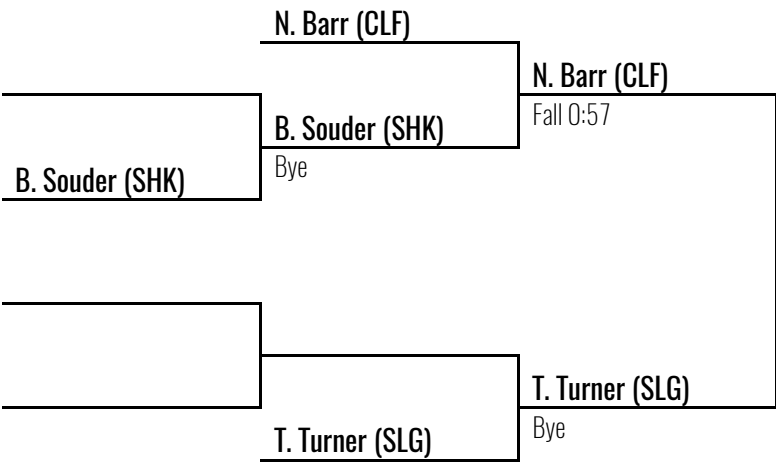 N. Barr (CLF)
N. Barr (CLF)
Fall 0:57
B. Souder (SHK)
Bye
B. Souder (SHK)
T. Turner (SLG)
Bye
T. Turner (SLG)